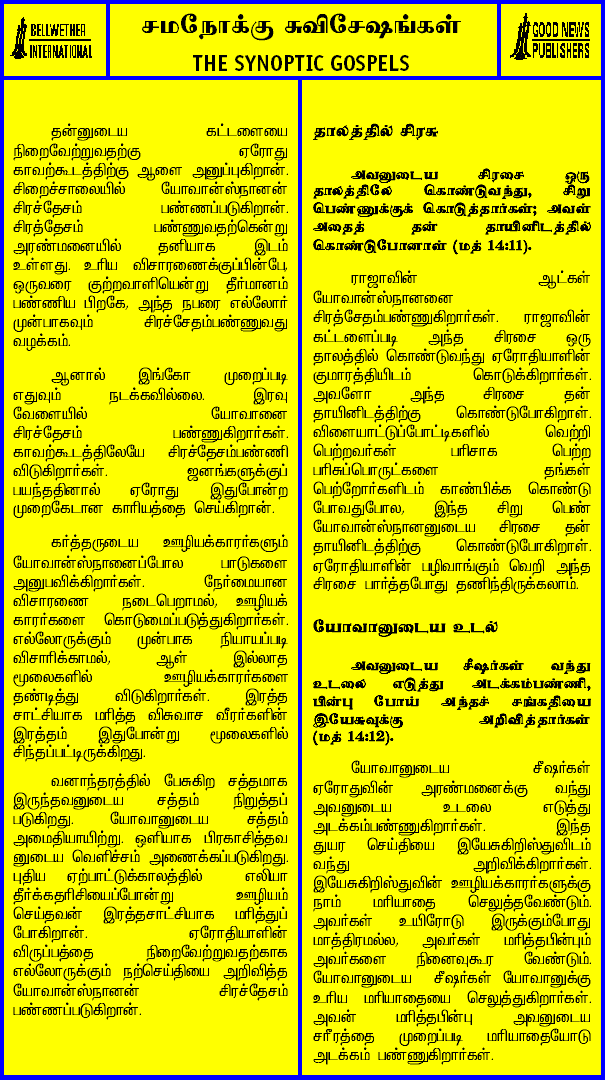 BELLWETHER
INTERNATIONAL
சமநோக்கு சுவிசேஷங்கள்
THE SYNOPTIC GOSPELS
GOOD NEWS
PUBLISHERS
தன்னுடைய கட்டளையை
நிறைவேற்றுவதற்கு ஏரோது
காவற்கூடத்திற்கு ஆளை அனுப்புகிறான்.
சிறைச்சாலையில் யோவான்ஸ்நானன்
சிரச்தேசம் பண்ணப்படுகிறான்.
சிரத்தேசம் பண்ணுவதற்கென்று
அரண்மனையில் தனியாக இடம்
உள்ளது. உரிய விசாரணைக்குப்பின்பே,
ஒருவரை குற்றவாளியென்று தீர்மானம்
பண்ணிய பிறகே, அந்த நபரை எல்லோர்
முன்பாகவும் சிரச்சேதம்பண்ணுவது
வழக்கம்.
ஆனால் இங்கோ முறைப்படி
எதுவும் நடக்கவில்லை. இரவு
வேளையில் யோவானை
சிரச்தேசம் பண்ணுகிறார்கள்.
காவற்கூடத்திலேயே சிரச்தேசம்பண்ணி
விடுகிறார்கள். ஜனங்களுக்குப்
பயந்ததினால் ஏரோது இதுபோன்ற
முறைகேடான காரியத்தை செய்கிறான்.
கர்த்தருடைய ஊழியக்காரர்களும்
யோவான்ஸ்நானைப்போல பாடுகளை
அனுபவிக்கிறார்கள். நேர்மையான
விசாரணை நடைபெறாமல், ஊழியக்
காரர்களை கொடுமைப்படுத்துகிறார்கள்.
எல்லோருக்கும் முன்பாக நியாயப்படி
விசாரிக்காமல், ஆள் இல்லாத
மூலைகளில் ஊழியக்காரர்களை
தண்டித்து விடுகிறார்கள். இரத்த
சாட்சியாக மரித்த விசுவாச வீரர்களின்
இரத்தம் இதுபோன்று மூலைகளில்
சிந்தப்பட்டிருக்கிறது.
வனாந்தரத்தில் பேசுகிற சத்தமாக
இருந்தவனுடைய சத்தம் நிறுத்தப்
படுகிறது. யோவானுடைய சத்தம்
அமைதியாயிற்று. ஒளியாக பிரகாசித்தவ
னுடைய வெளிச்சம் அணைக்கப்படுகிறது.
புதிய ஏற்பாட்டுக்காலத்தில் எலியா
தீர்க்கதரிசியைப்போன்று ஊழியம்
செய்தவன் இரத்தசாட்சியாக மரித்துப்
போகிறான். ஏரோதியாளின்
விருப்பத்தை நிறைவேற்றுவதற்காக
எல்லோருக்கும் நற்செய்தியை அறிவித்த
யோவான்ஸ்நானன் சிரச்தேசம்
பண்ணப்படுகிறான்.
தாலத்தில் சிரசு
அவனுடைய சிரசை ஒரு
தாலத்திலே கொண்டுவந்து, சிறு
பெண்ணுக்குக் கொடுத்தார்கள்; அவள்
அதைத் தன் தாயினிடத்தில்
கொண்டுபோனாள் (மத் 14:11).
ராஜாவின் ஆட்கள்
யோவான்ஸ்நானனை
சிரத்சேதம்பண்ணுகிறார்கள். ராஜாவின்
கட்டளைப்படி அந்த சிரசை ஒரு
தாலத்தில் கொண்டுவந்து ஏரோதியாளின்
குமாரத்தியிடம் கொடுக்கிறார்கள்.
அவளோ அந்த சிரசை தன்
தாயினிடத்திற்கு கொண்டுபோகிறாள்.
விளையாட்டுப்போட்டிகளில் வெற்றி
பெற்றவர்கள் பரிசாக பெற்ற
பரிசுப்பொருட்களை தங்கள்
பெற்றோர்களிடம் காண்பிக்க கொண்டு
போவதுபோல, இந்த சிறு பெண்
யோவான்ஸ்நானனுடைய சிரசை தன்
தாயினிடத்திற்கு கொண்டுபோகிறாள்.
ஏரோதியாளின் பழிவாங்கும் வெறி அந்த
சிரசை பார்த்தபோது தணிந்திருக்கலாம்.
யோவானுடைய உடல்
அவனுடைய சீஷர்கள் வந்து
உடலை எடுத்து அடக்கம்பண்ணி,
பின்பு போய் அந்தச் சங்கதியை
இயேசுவுக்கு அறிவித்தார்கள்
(மத் 14:12).
யோவானுடைய சீஷர்கள்
ஏரோதுவின் அரண்மனைக்கு வந்து
அவனுடைய உடலை எடுத்து
அடக்கம்பண்ணுகிறார்கள். இந்த
துயர செய்தியை இயேசுகிறிஸ்துவிடம்
வந்து அறிவிக்கிறார்கள்.
இயேசுகிறிஸ்துவின் ஊழியக்காரர்களுக்கு
நாம் மரியாதை செலுத்தவேண்டும்.
அவர்கள் உயிரோடு இருக்கும்போது
மாத்திரமல்ல, அவர்கள் மரித்தபின்பும்
அவர்களை நினைவுகூர வேண்டும்.
யோவானுடைய சீஷர்கள் யோவானுக்கு
உரிய மரியாதையை செலுத்துகிறார்கள்.
அவன் மரித்தபின்பு அவனுடைய
சரீரத்தை முறைப்படி மரியாதையோடு
அடக்கம் பண்ணுகிறார்கள்.